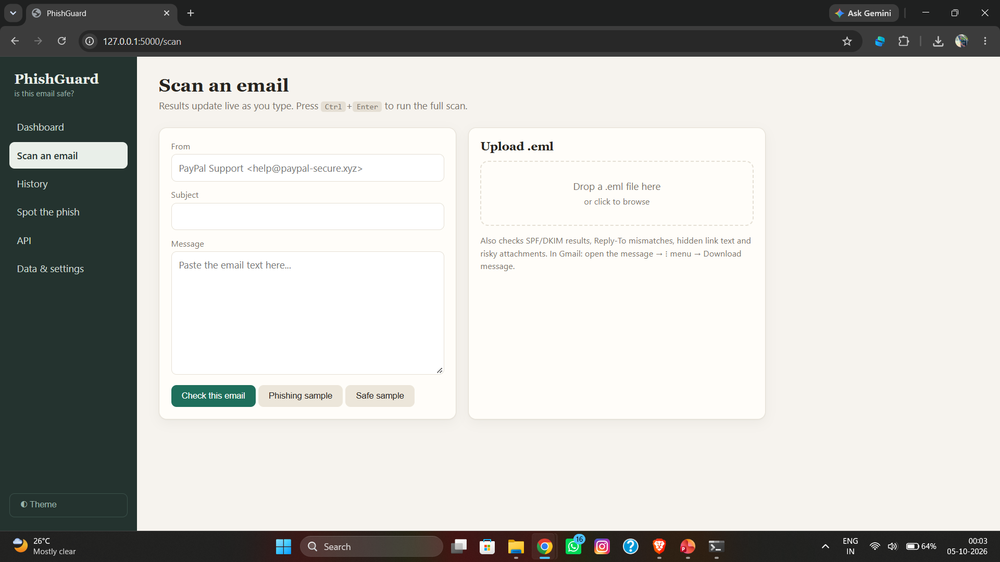 PhishGuard
Ask Gemini
127.0.0.1:5000/scan
PhishGuard
is this email safe?
Dashboard
Scan an email
History
Spot the phish
API
Data & settings
◐ Theme
Scan an email
Results update live as you type. Press Ctrl + Enter to run the full scan.
From
PayPal Support <help@paypal-secure.xyz>
Subject
Message
Paste the email text here...
Check this email
Phishing sample
Safe sample
Upload .eml
Drop a .eml file here
or click to browse
Also checks SPF/DKIM results, Reply-To mismatches, hidden link text and
risky attachments. In Gmail: open the message → ⋮ menu → Download
message.
26°C
Mostly clear
Search
16
ENG
IN
64%
00:03
05-10-2026